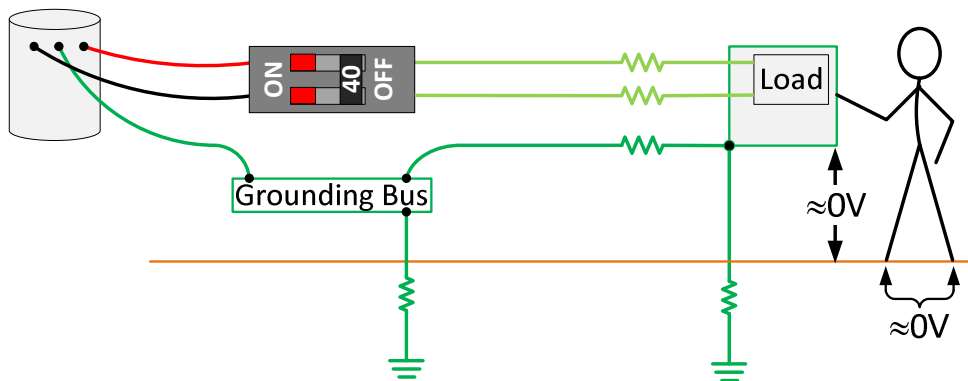 ON
40
OFF
Load
Grounding Bus
≈0V
≈0V